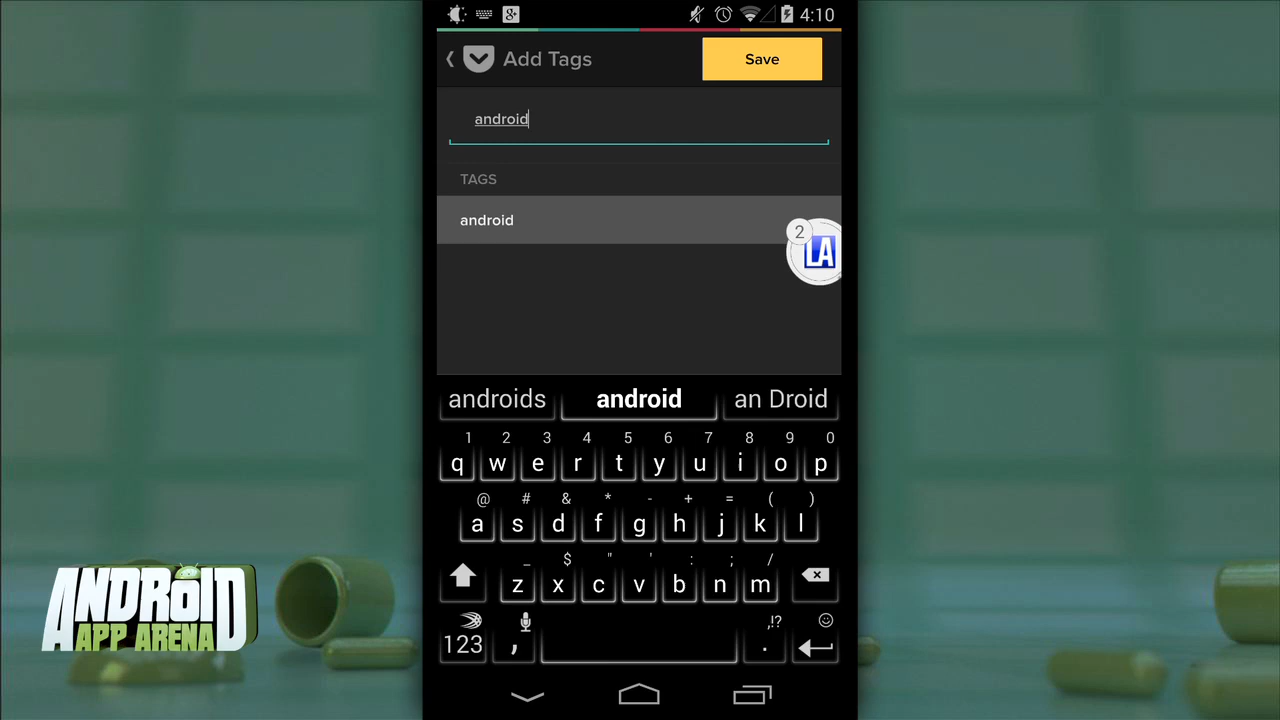 4:10
Add Tags
Save
android
TAGS
android
2
LA
androids android an Droid
1 2 3 4 5 6 7 8 9 0
q w e r t y u i o p
@ # & * - + = ( )
a s d f g h j k l
_ $ " ' : ; /
z x c v b n m
,!?
123 , .
ANDROID
APP ARENA